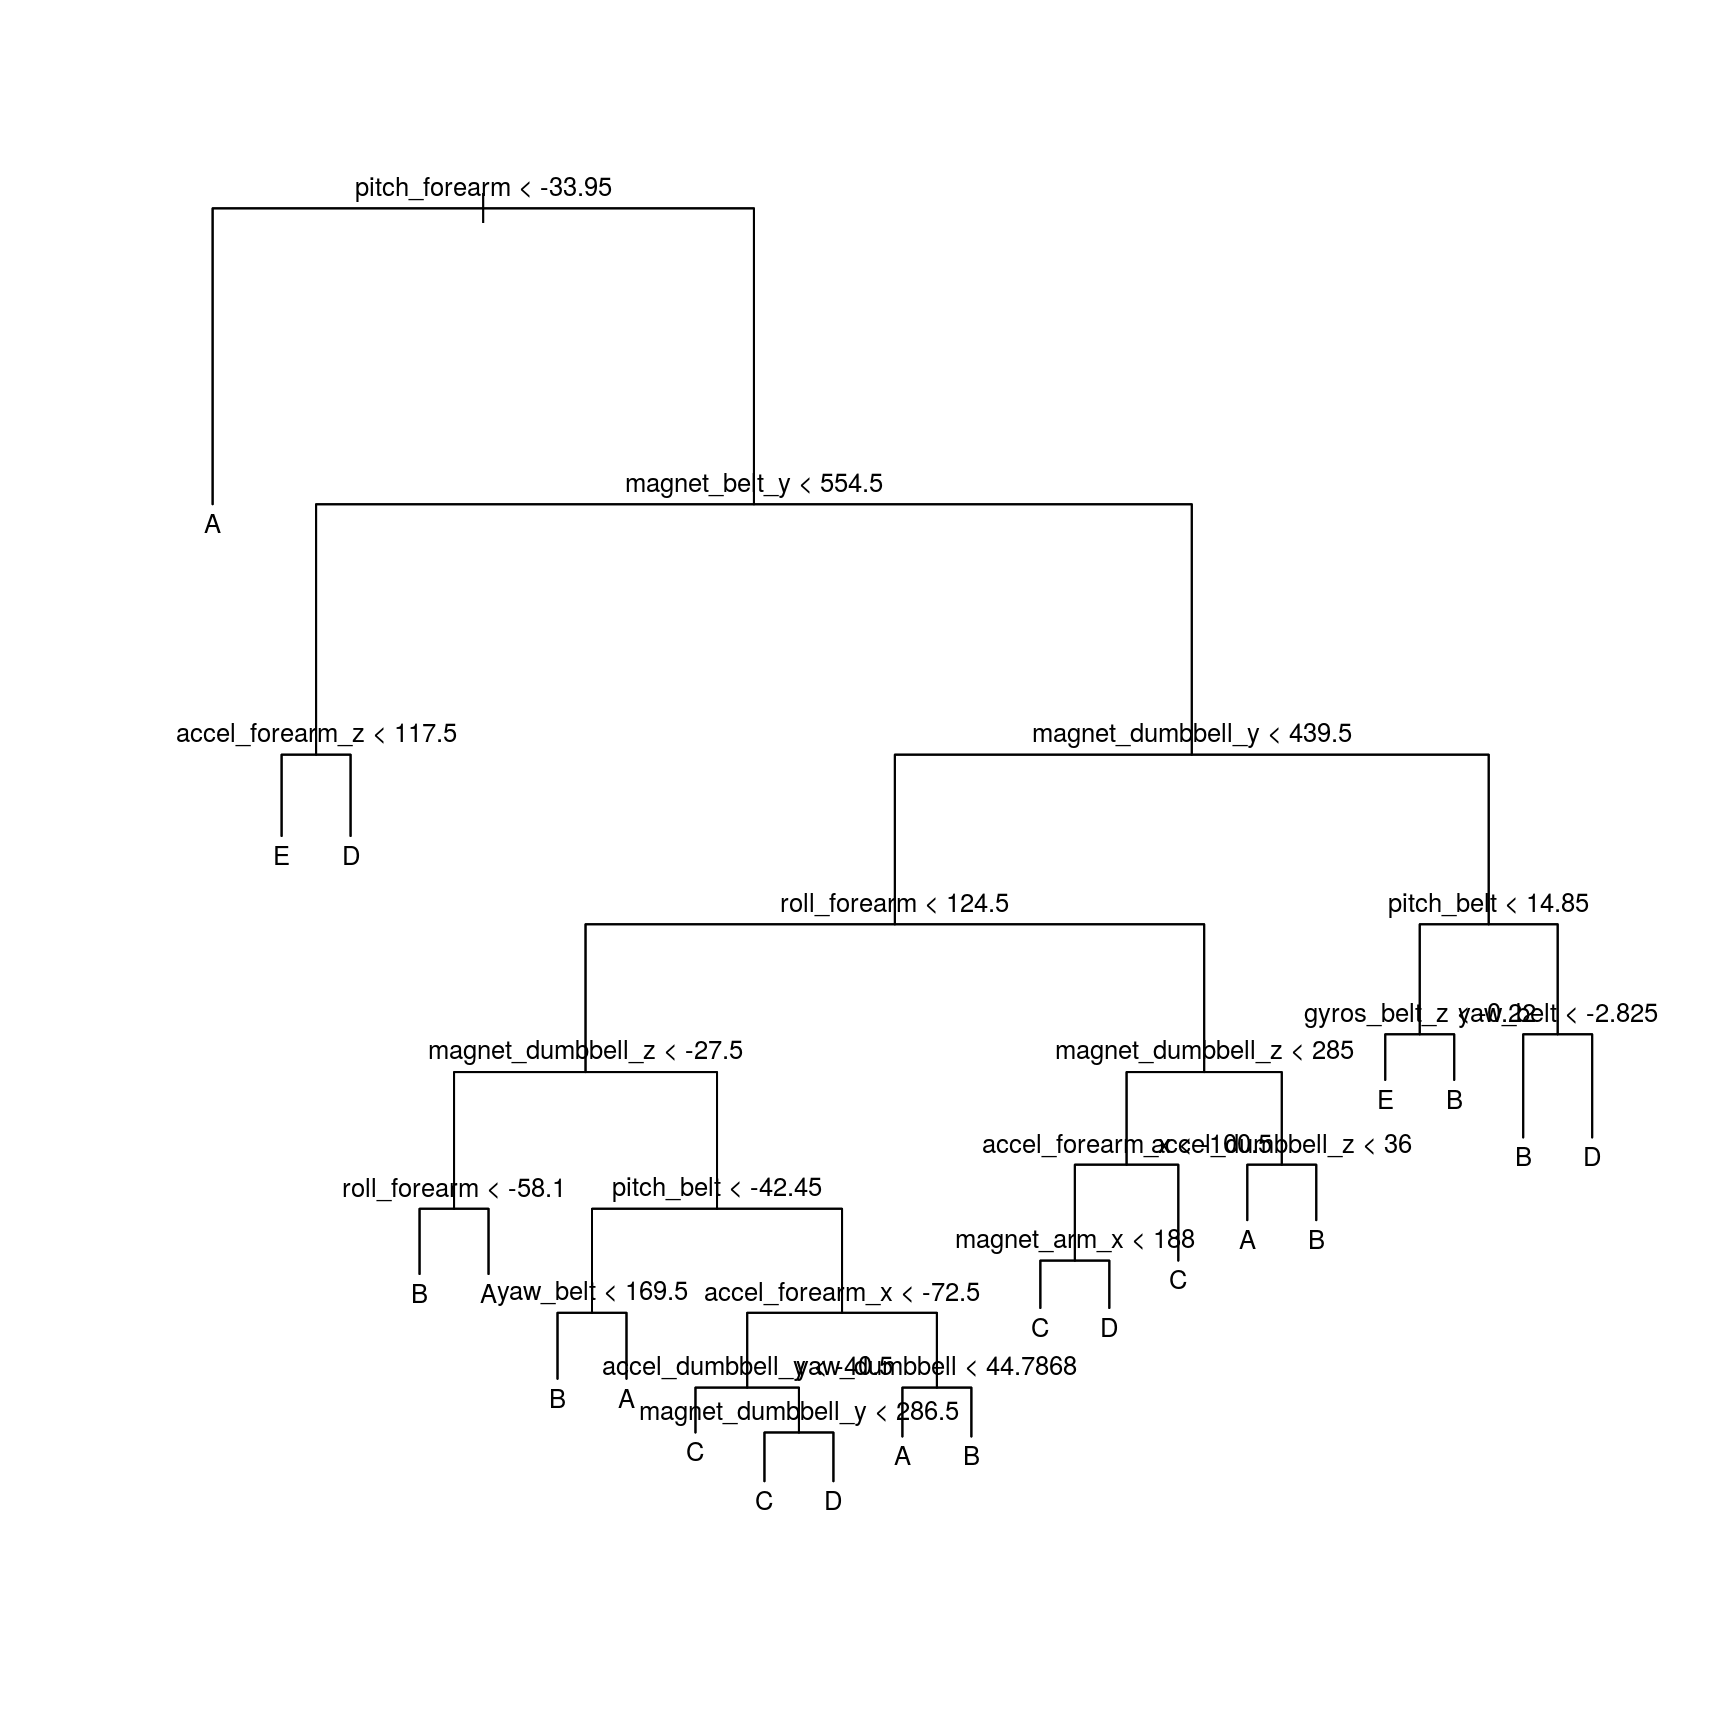 pitch_forearm < -33.95
magnet_belt_y < 554.5
A
accel_forearm_z < 117.5
magnet_dumbbell_y < 439.5
E
D
roll_forearm < 124.5
pitch_belt < 14.85
gyros_belt_z < -0.22
yaw_belt < -2.825
magnet_dumbbell_z < -27.5
magnet_dumbbell_z < 285
E
B
accel_forearm_x < -100.5
accel_dumbbell_z < 36
B
D
roll_forearm < -58.1
pitch_belt < -42.45
magnet_arm_x < 188
A
B
C
B
A
yaw_belt < 169.5
accel_forearm_x < -72.5
C
D
accel_dumbbell_y < -40.5
yaw_dumbbell < 44.7868
B
A
magnet_dumbbell_y < 286.5
C
A
B
C
D